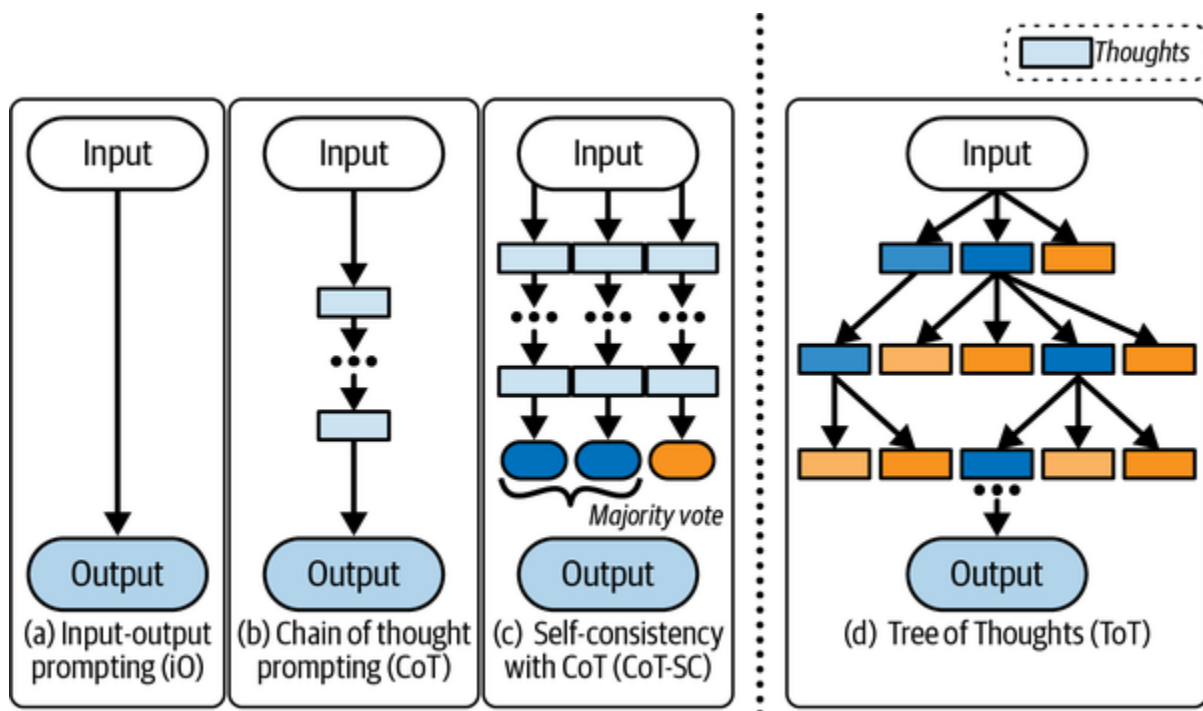 Thoughts
Input
Output
(a) Input-output
prompting (iO)
Input
Output
(b) Chain of thought
prompting (CoT)
Input
Majority vote
Output
(c) Self-consistency
with CoT (CoT-SC)
Input
Output
(d) Tree of Thoughts (ToT)